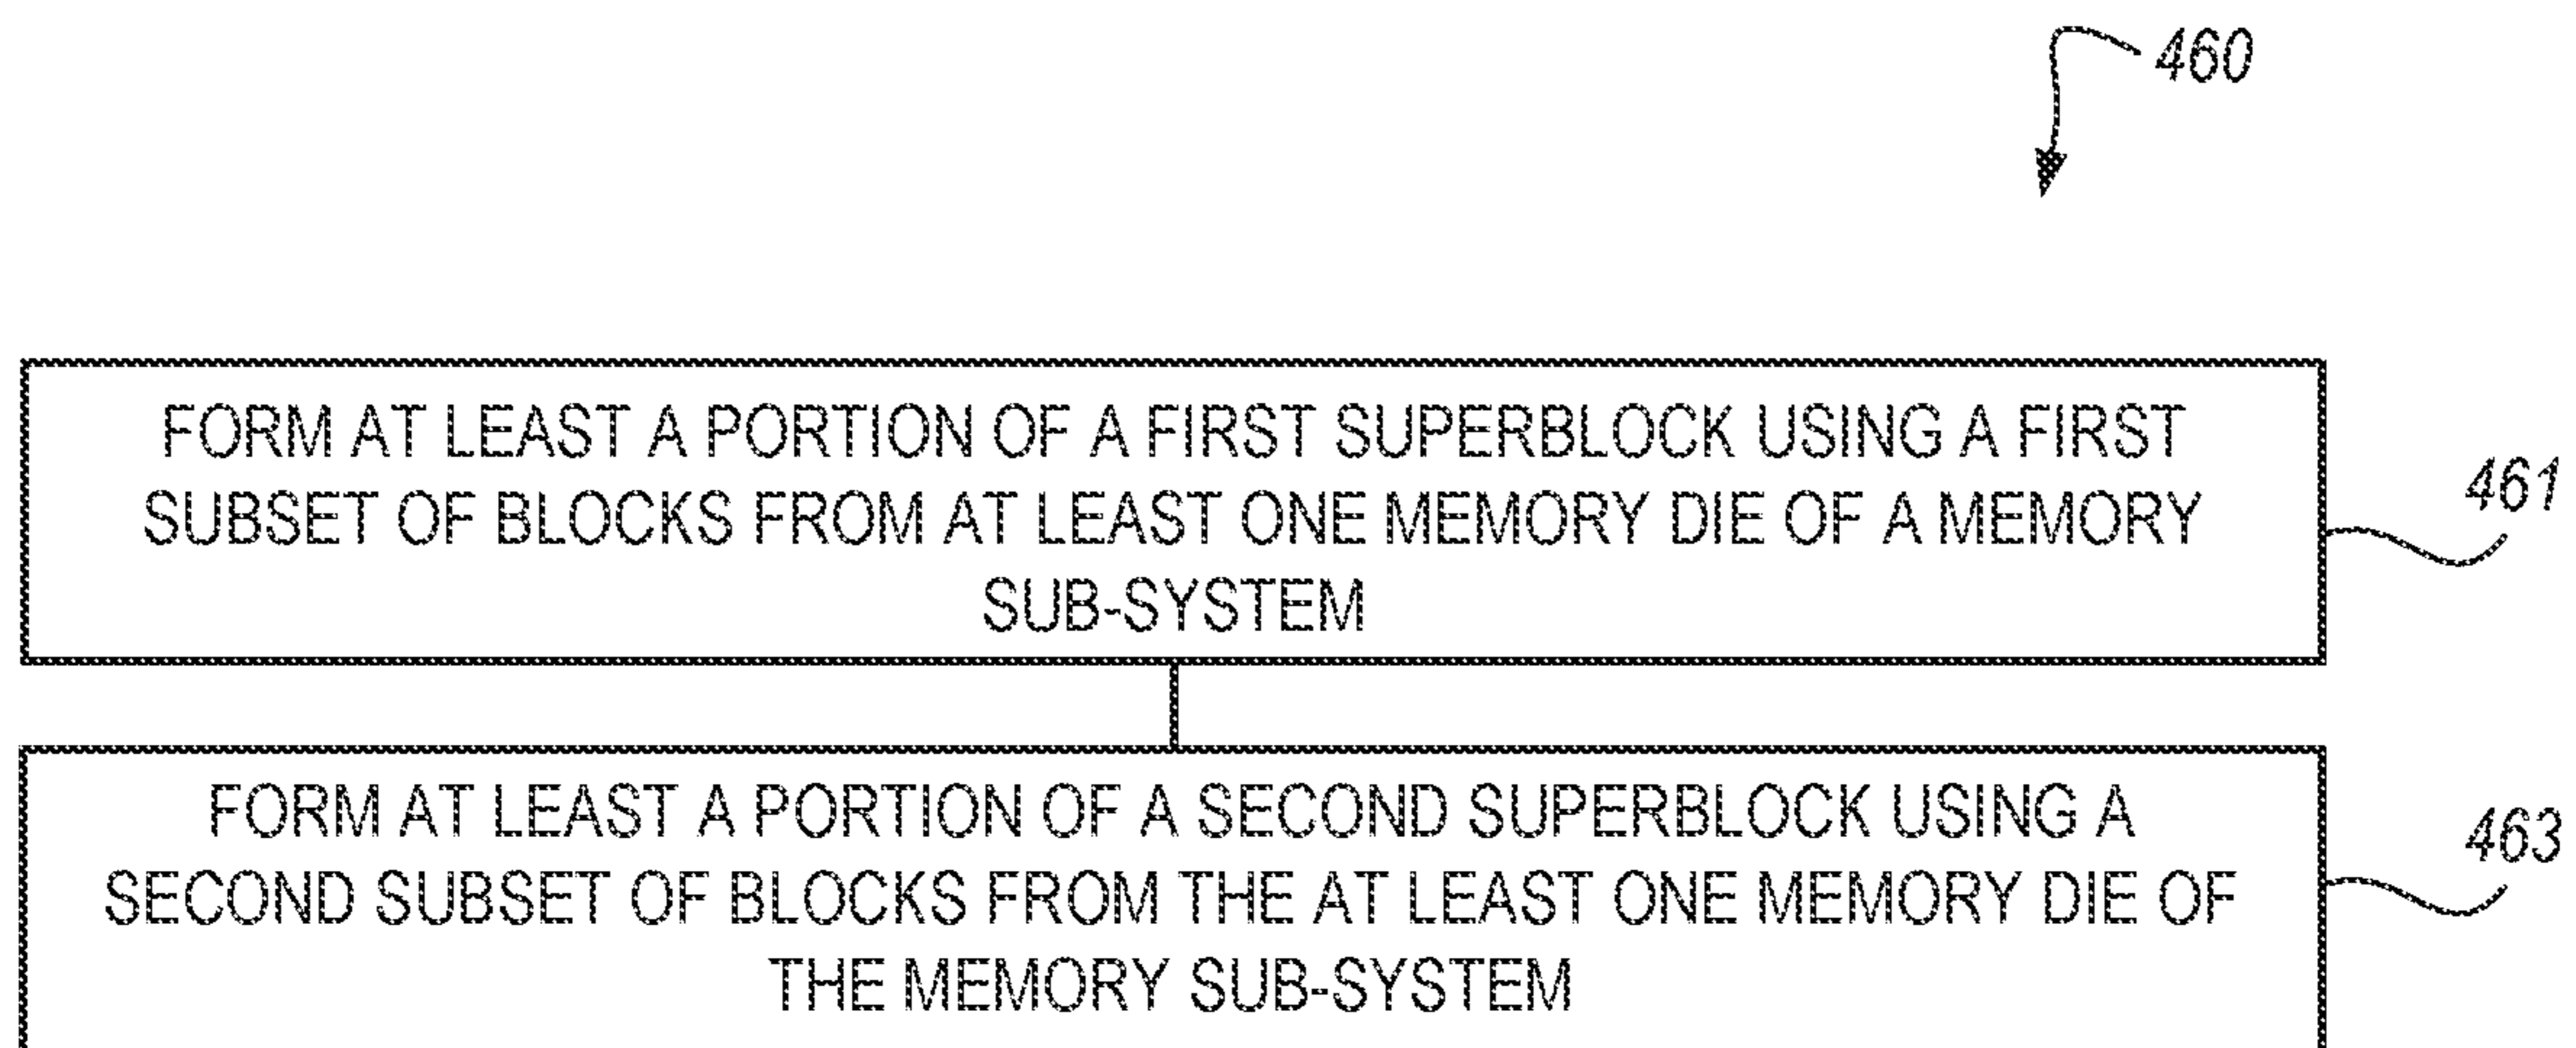 460
FORM AT LEAST A PORTION OF A FIRST SUPERBLOCK USING A FIRST
SUBSET OF BLOCKS FROM AT LEAST ONE MEMORY DIE OF A MEMORY
SUB-SYSTEM
461
FORM AT LEAST A PORTION OF A SECOND SUPERBLOCK USING A
SECOND SUBSET OF BLOCKS FROM THE AT LEAST ONE MEMORY DIE OF
THE MEMORY SUB-SYSTEM
463